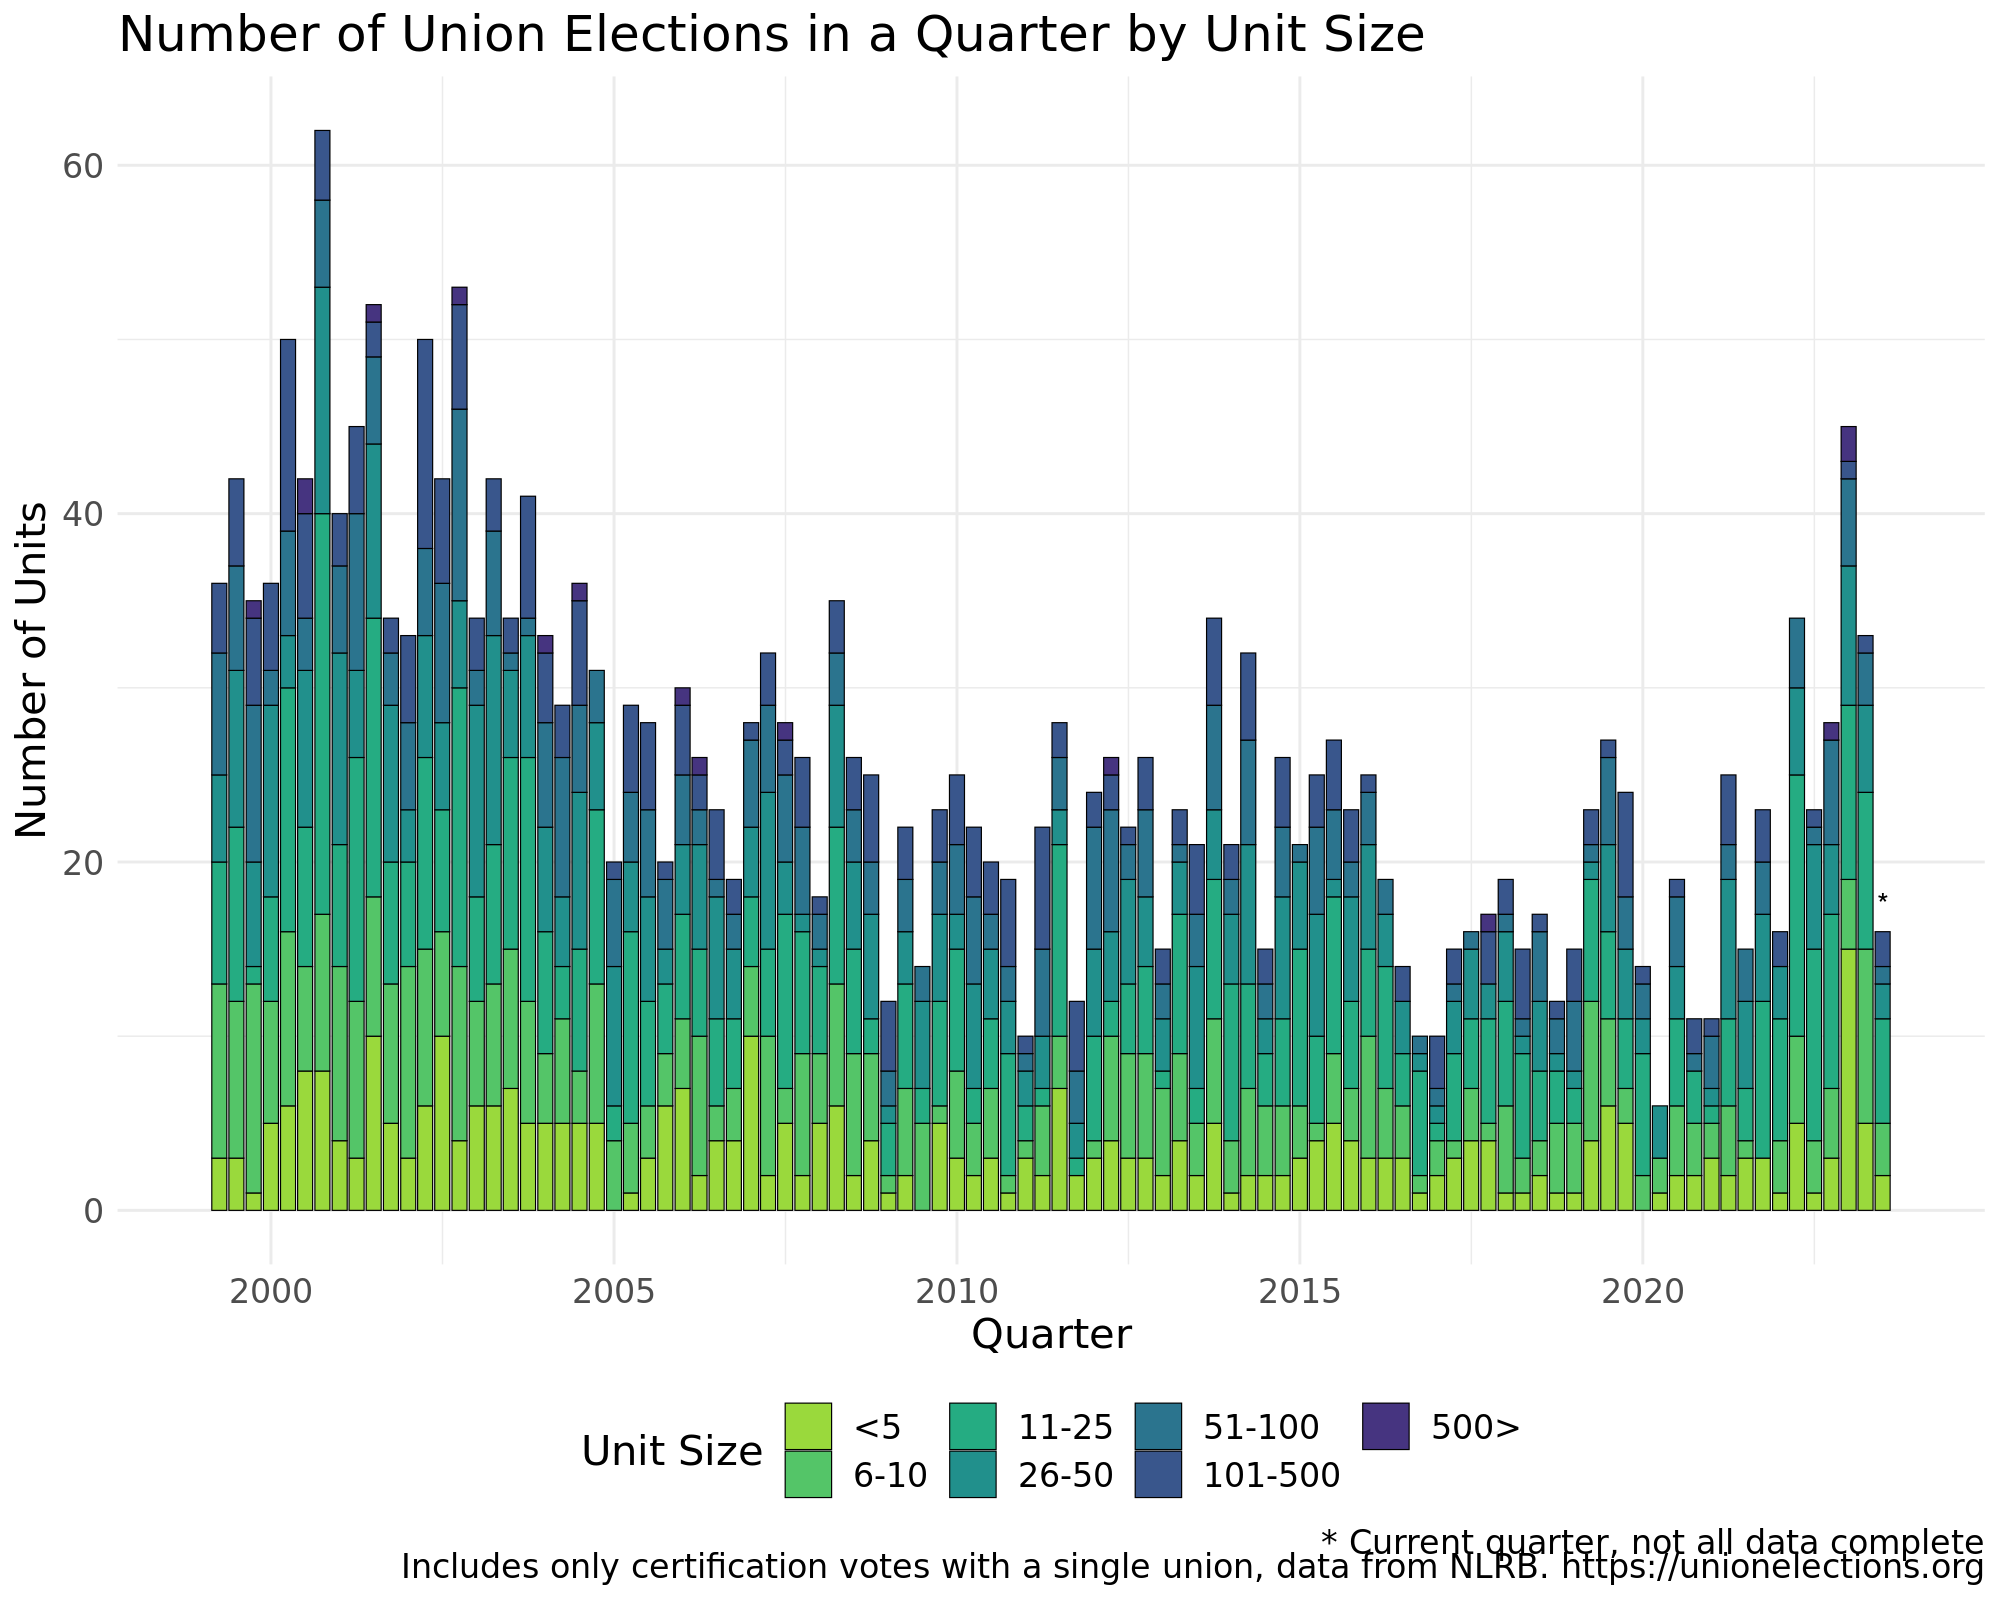 Number of Union Elections in a Quarter by Unit Size
Number of Units
60
40
20
0
*
2000 2005 2010 2015 2020
Quarter
Unit Size
<5 11-25 51-100 500>
6-10 26-50 101-500
* Current quarter, not all data complete
Includes only certification votes with a single union, data from NLRB. https://unionelections.org